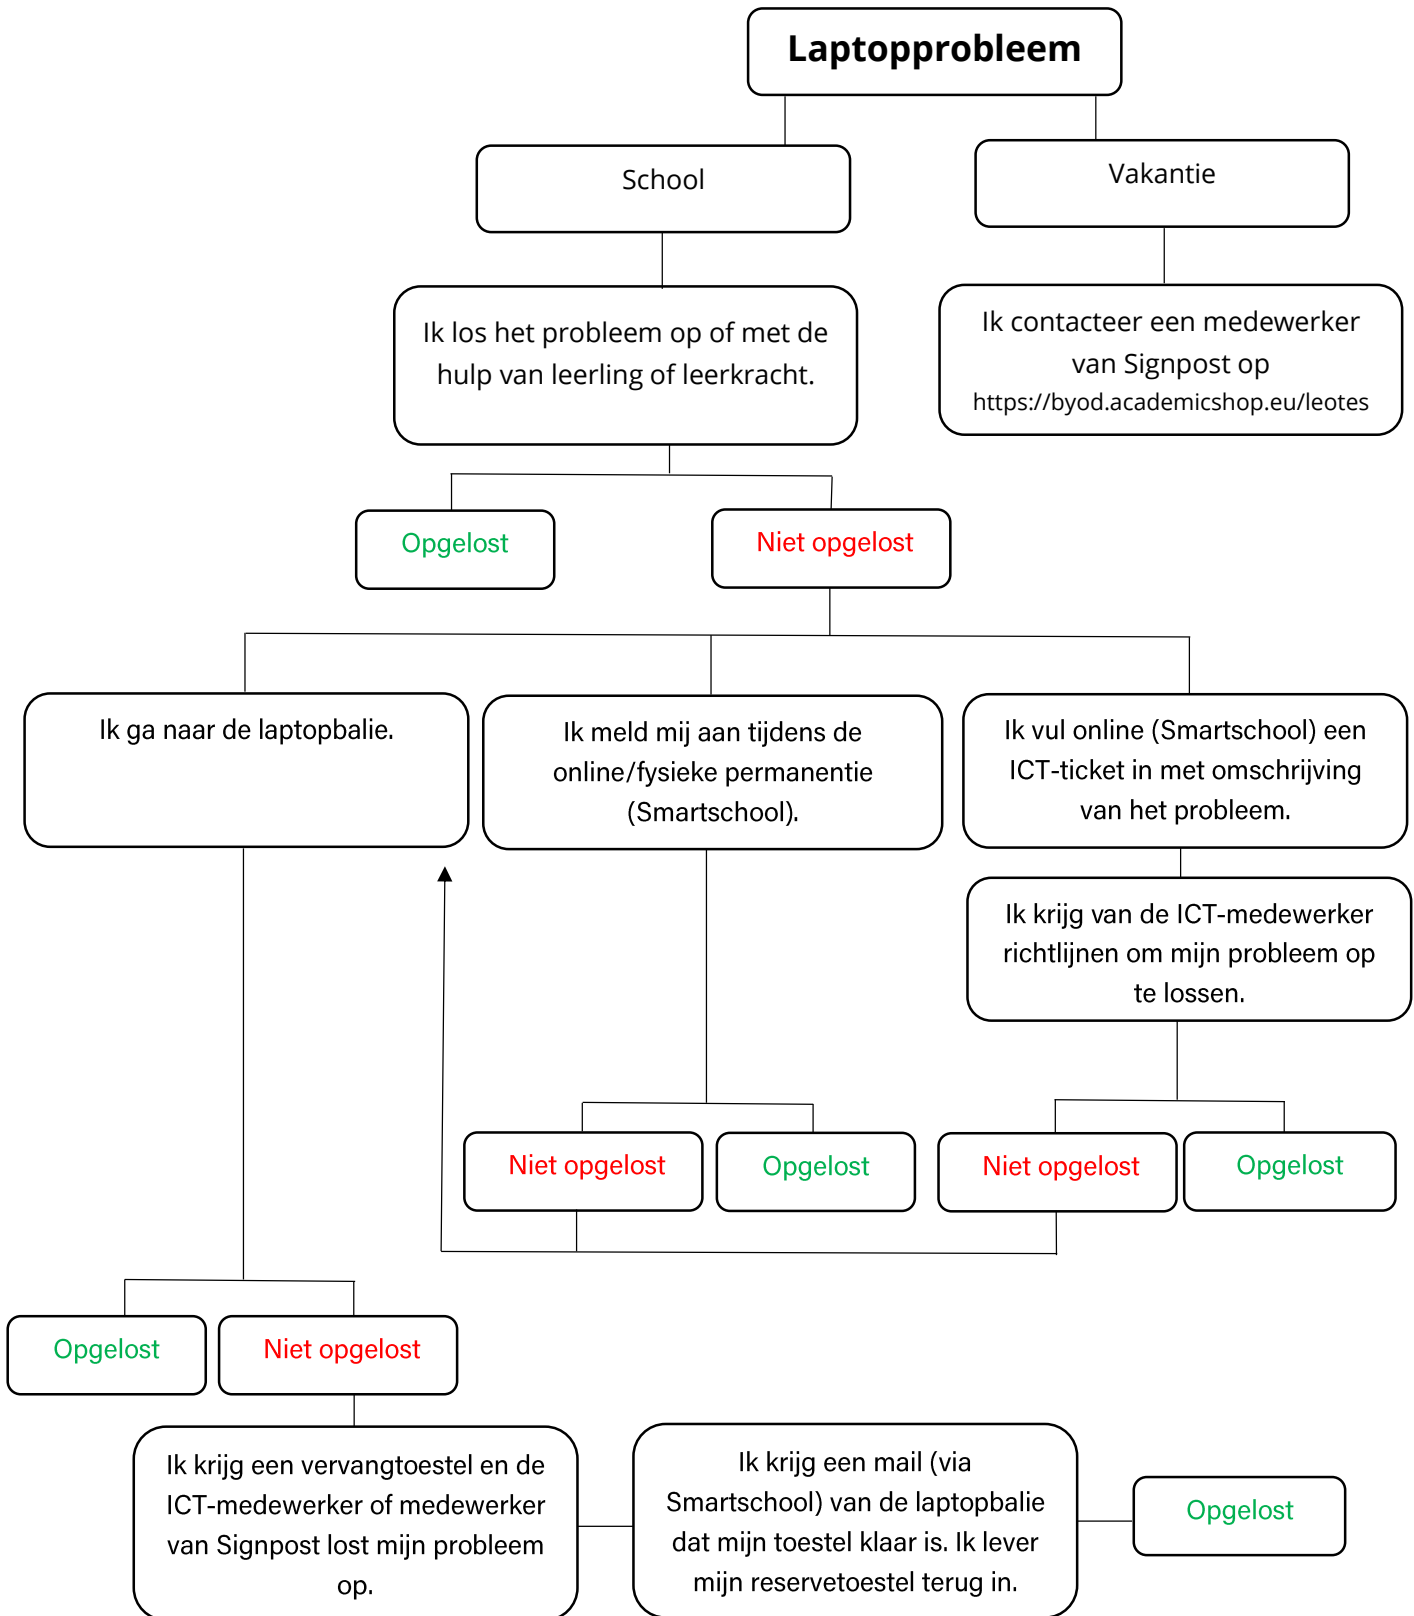 Laptopprobleem
School
Vakantie
Ik los het probleem op of met de
hulp van leerling of leerkracht.
Ik contacteer een medewerker
van Signpost op
https://byod.academicshop.eu/leotes
Opgelost
Niet opgelost
Ik ga naar de laptopbalie.
Ik meld mij aan tijdens de
online/fysieke permanentie
(Smartschool).
Ik vul online (Smartschool) een
ICT-ticket in met omschrijving
van het probleem.
Ik krijg van de ICT-medewerker
richtlijnen om mijn probleem op
te lossen.
Niet opgelost
Opgelost
Niet opgelost
Opgelost
Opgelost
Niet opgelost
Ik krijg een vervangtoestel en de
ICT-medewerker of medewerker
van Signpost lost mijn probleem
op.
Ik krijg een mail (via
Smartschool) van de laptopbalie
dat mijn toestel klaar is. Ik lever
mijn reservetoestel terug in.
Opgelost